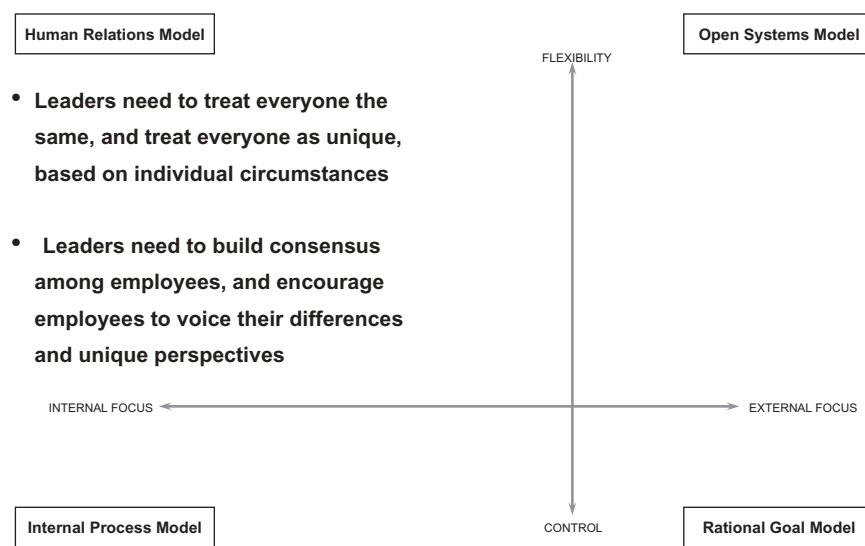 Human Relations Model
Open Systems Model
FLEXIBILITY
• Leaders need to treat everyone the
same, and treat everyone as unique,
based on individual circumstances
• Leaders need to build consensus
among employees, and encourage
employees to voice their differences
and unique perspectives
INTERNAL FOCUS
EXTERNAL FOCUS
Internal Process Model
CONTROL
Rational Goal Model